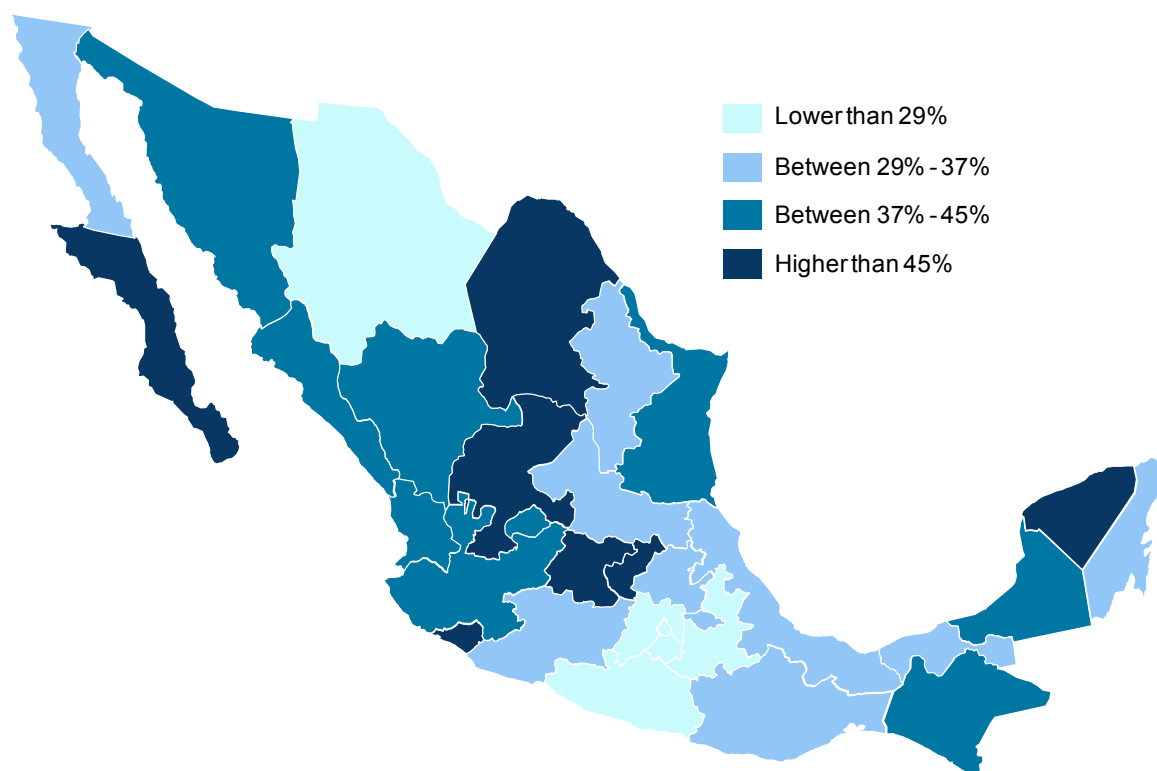 Lower than 29%
Between 29% - 37%
Between 37% - 45%
Higher than 45%